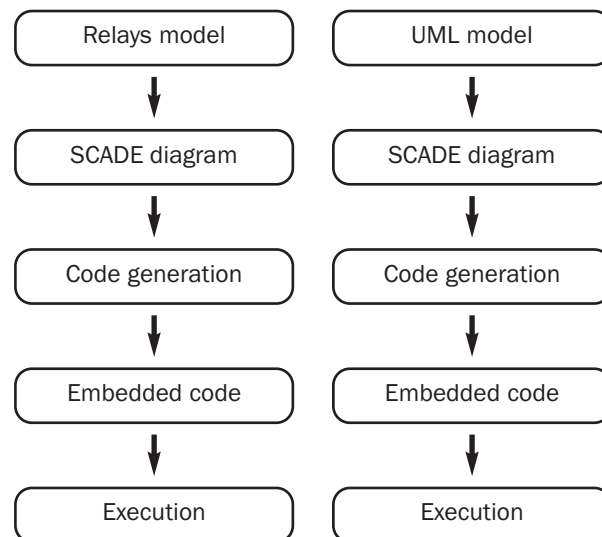 Relays model
SCADE diagram
Code generation
Embedded code
Execution
UML model
SCADE diagram
Code generation
Embedded code
Execution